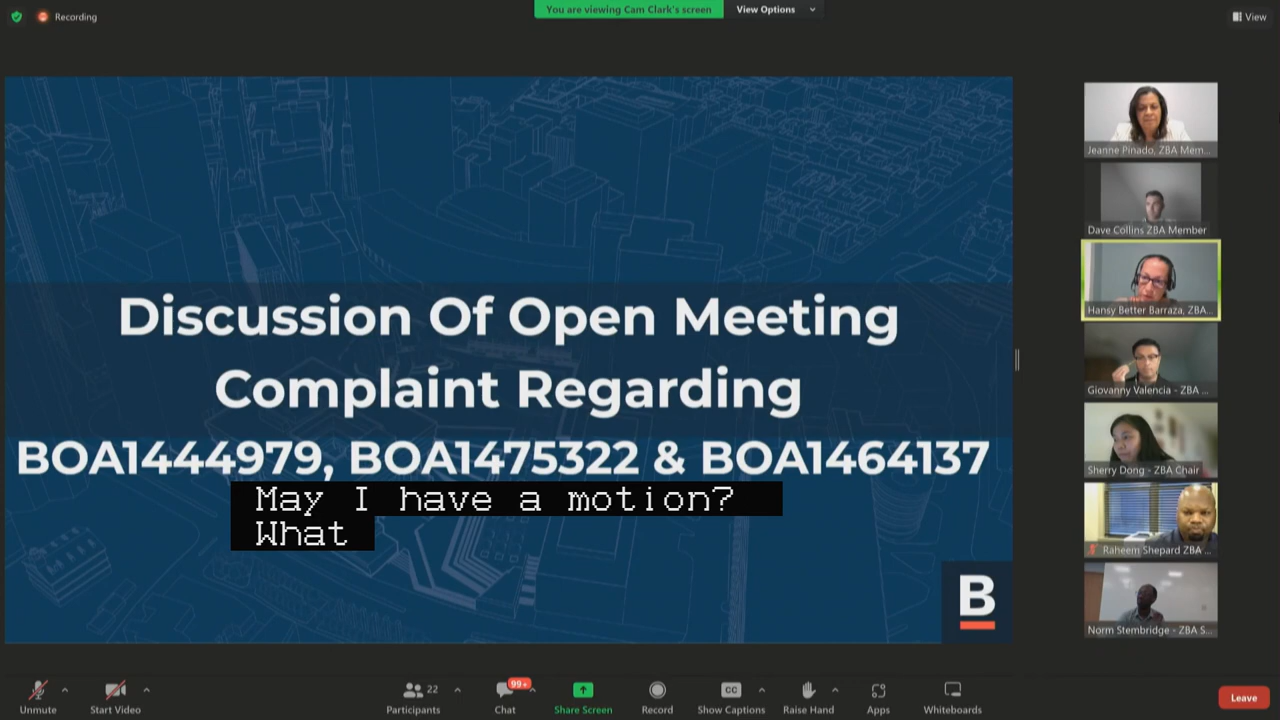 Recording
You are viewing Cam Clark's screen
View Options
View
Discussion Of Open Meeting
Complaint Regarding
BOA1444979, BOA1475322 & BOA1464137
May I have a motion?
What
B
Jeanne Pinado, ZBA Mem...
Dave Collins ZBA Member
Hansy Better Barraza, ZBA...
Giovanny Valencia - ZBA ...
Sherry Dong - ZBA Chair
Raheem Shepard ZBA ...
Norm Stembridge - ZBA S...
Unmute
Start Video
22
Participants
99+
Chat
Share Screen
Record
CC
Show Captions
Raise Hand
Apps
Whiteboards
Leave